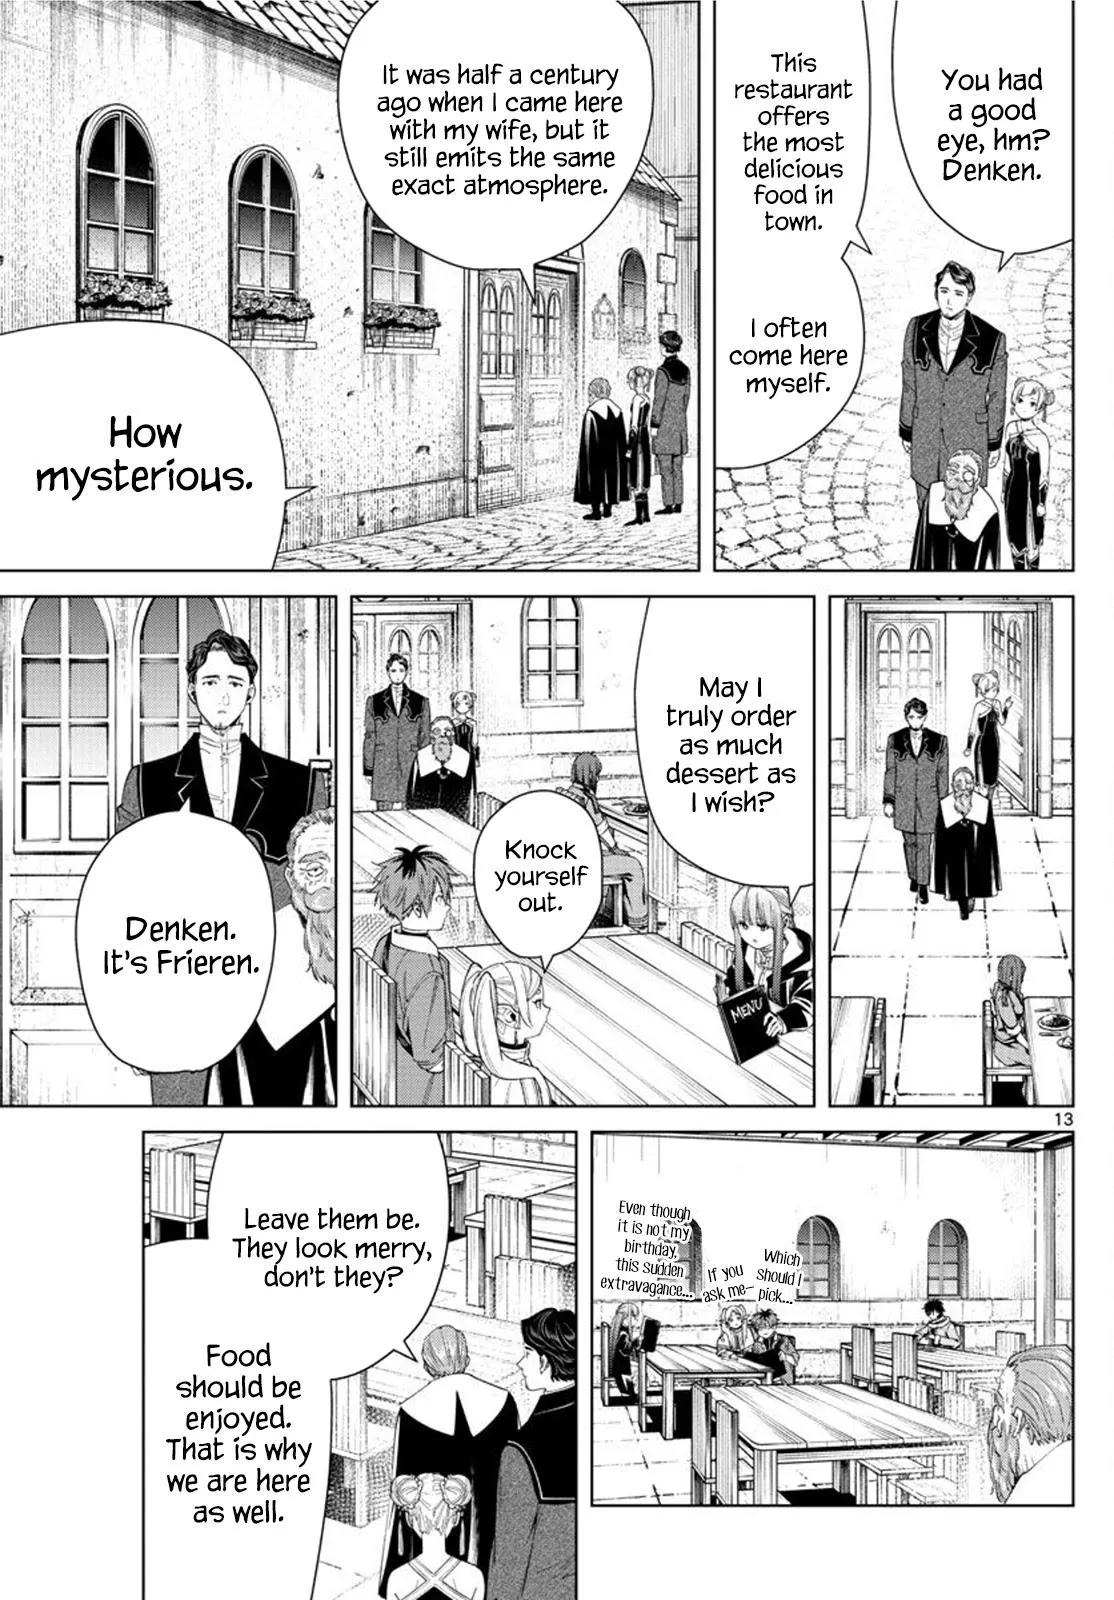 You had
a good
eye, hm?
Denken.
This
restaurant
offers
the most
delicious
food in
town.
I often
come here
myself.
It was half a century
ago when I came here
with my wife, but it
still emits the same
exact atmosphere.
How
mysterious.
May I
truly order
as much
dessert as
I wish?
Knock
yourself
out.
MENU
Denken.
It's Frieren.
13
Which
should I
pick...
If you
ask me-
Even though
it is not my
birthday,
this sudden
extravagance...
Leave them be.
They look merry,
don't they?
Food
should be
enjoyed.
That is why
we are here
as well.